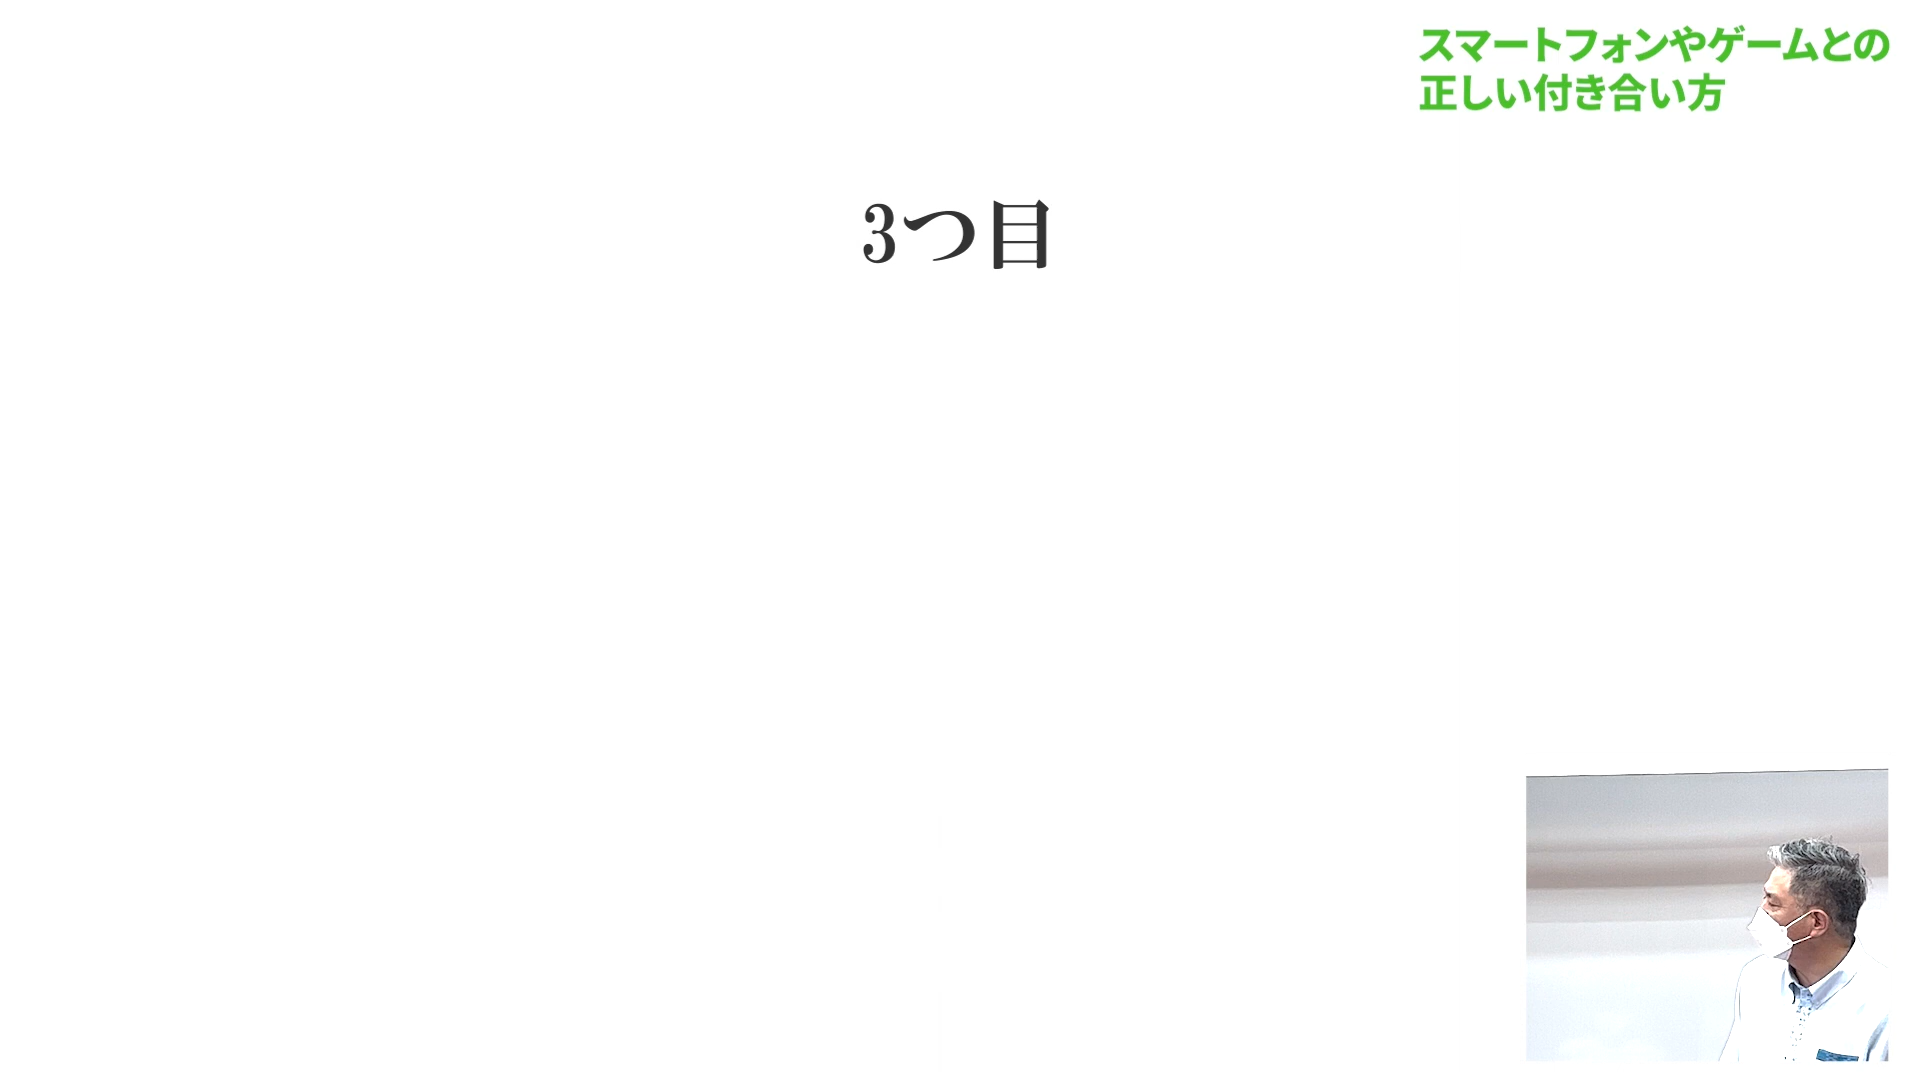 スマートフォンやゲームとの
正しい付き合い方
3つ目